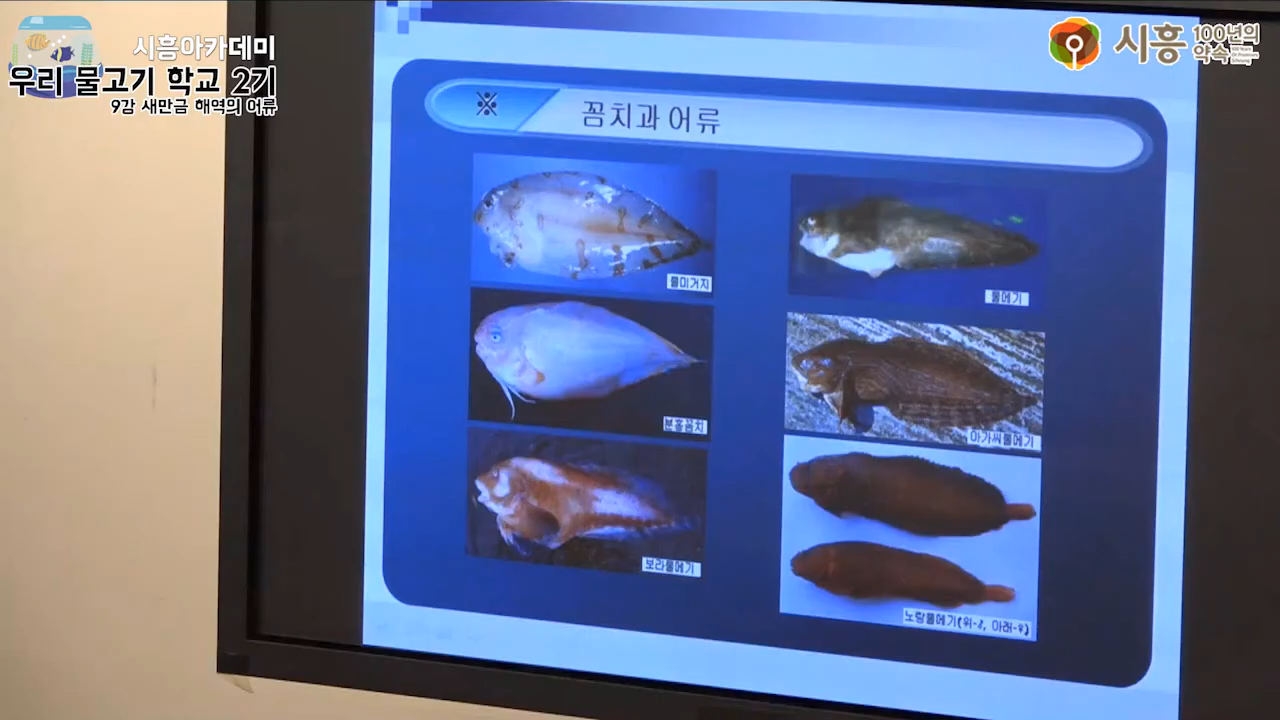 시흥아카데미
우리 물고기 학교 2기
9강 새만금 해역의 어류
시흥 100년의 약속
※ 꼼치과 어류
물미거지
물메기
분홍꼼치
아가씨물메기
보라물메기
노랑물메기(위-♂, 아래-♀)